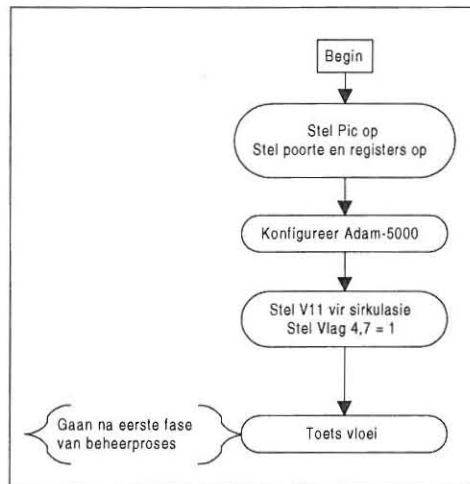 Begin
Stel Pic op
Stel poorte en registers op
Konfigureer Adam-5000
Stel V11 vir sirkulasie
Stel Vlag 4,7 = 1
Gaan na eerste fase
van beheerproses
Toets vloei